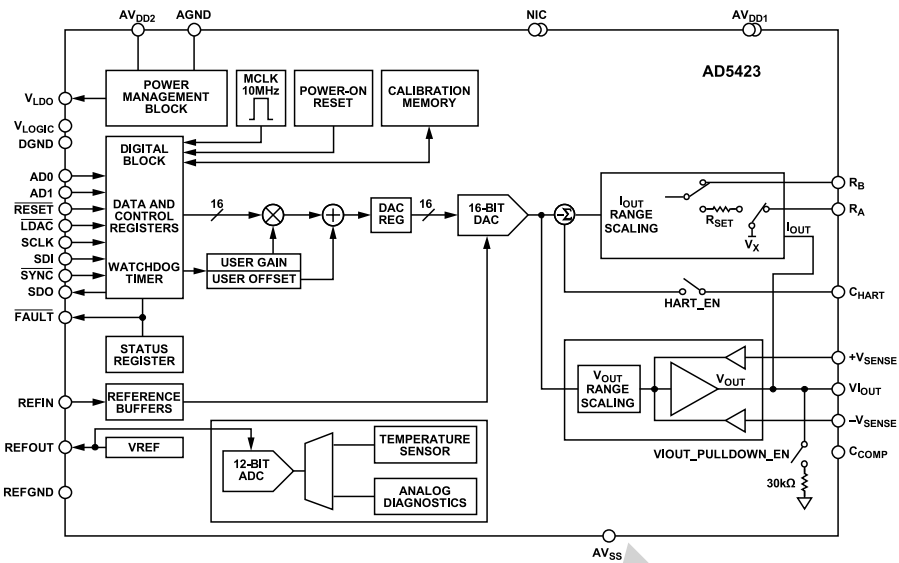 AVDD2
AGND
NIC
AVDD1
AD5423
POWER
MANAGEMENT
BLOCK
MCLK
10MHz
POWER-ON
RESET
CALIBRATION
MEMORY
VLDO
VLOGIC
DGND
AD0
AD1
RESET
LDAC
SCLK
SDI
SYNC
SDO
FAULT
DIGITAL
BLOCK
DATA AND
CONTROL
REGISTERS
WATCHDOG
TIMER
16
USER GAIN
USER OFFSET
DAC
REG
16
16-BIT
DAC
–Σ
IOUT
RANGE
SCALING
RSET
VX
IOUT
RB
RA
HART_EN
CHART
STATUS
REGISTER
REFIN
REFERENCE
BUFFERS
REFOUT
VREF
REFGND
12-BIT
ADC
TEMPERATURE
SENSOR
ANALOG
DIAGNOSTICS
VOUT
RANGE
SCALING
VOUT
+VSENSE
VIOUT
–VSENSE
VIOUT_PULLDOWN_EN
CCOMP
30kΩ
AVSS